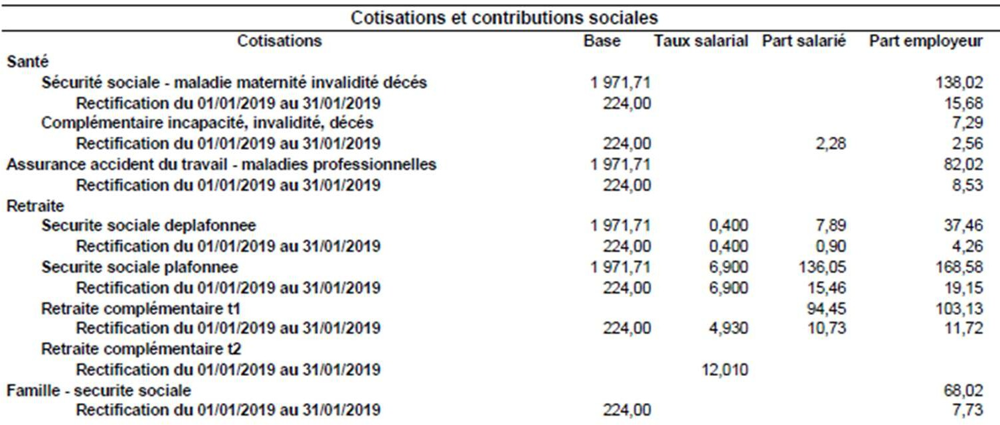 Cotisations et contributions sociales
Cotisations Base Taux salarial Part salarié Part employeur
Santé
Sécurité sociale - maladie maternité invalidité décés 1 971,71 138,02
Rectification du 01/01/2019 au 31/01/2019 224,00 15,68
Complémentaire incapacité, invalidité, décés 7,29
Rectification du 01/01/2019 au 31/01/2019 224,00 2,28 2,56
Assurance accident du travail - maladies professionnelles 1 971,71 82,02
Rectification du 01/01/2019 au 31/01/2019 224,00 8,53
Retraite
Securite sociale deplafonnee 1 971,71 0,400 7,89 37,46
Rectification du 01/01/2019 au 31/01/2019 224,00 0,400 0,90 4,26
Securite sociale plafonnee 1 971,71 6,900 136,05 168,58
Rectification du 01/01/2019 au 31/01/2019 224,00 6,900 15,46 19,15
Retraite complémentaire t1 94,45 103,13
Rectification du 01/01/2019 au 31/01/2019 224,00 4,930 10,73 11,72
Retraite complémentaire t2
Rectification du 01/01/2019 au 31/01/2019 12,010
Famille - securite sociale 68,02
Rectification du 01/01/2019 au 31/01/2019 224,00 7,73